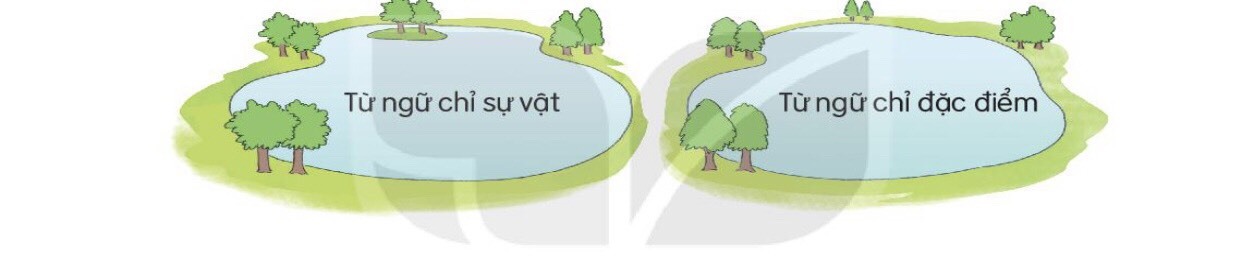 Từ ngữ chỉ sự vật
Từ ngữ chỉ đặc điểm